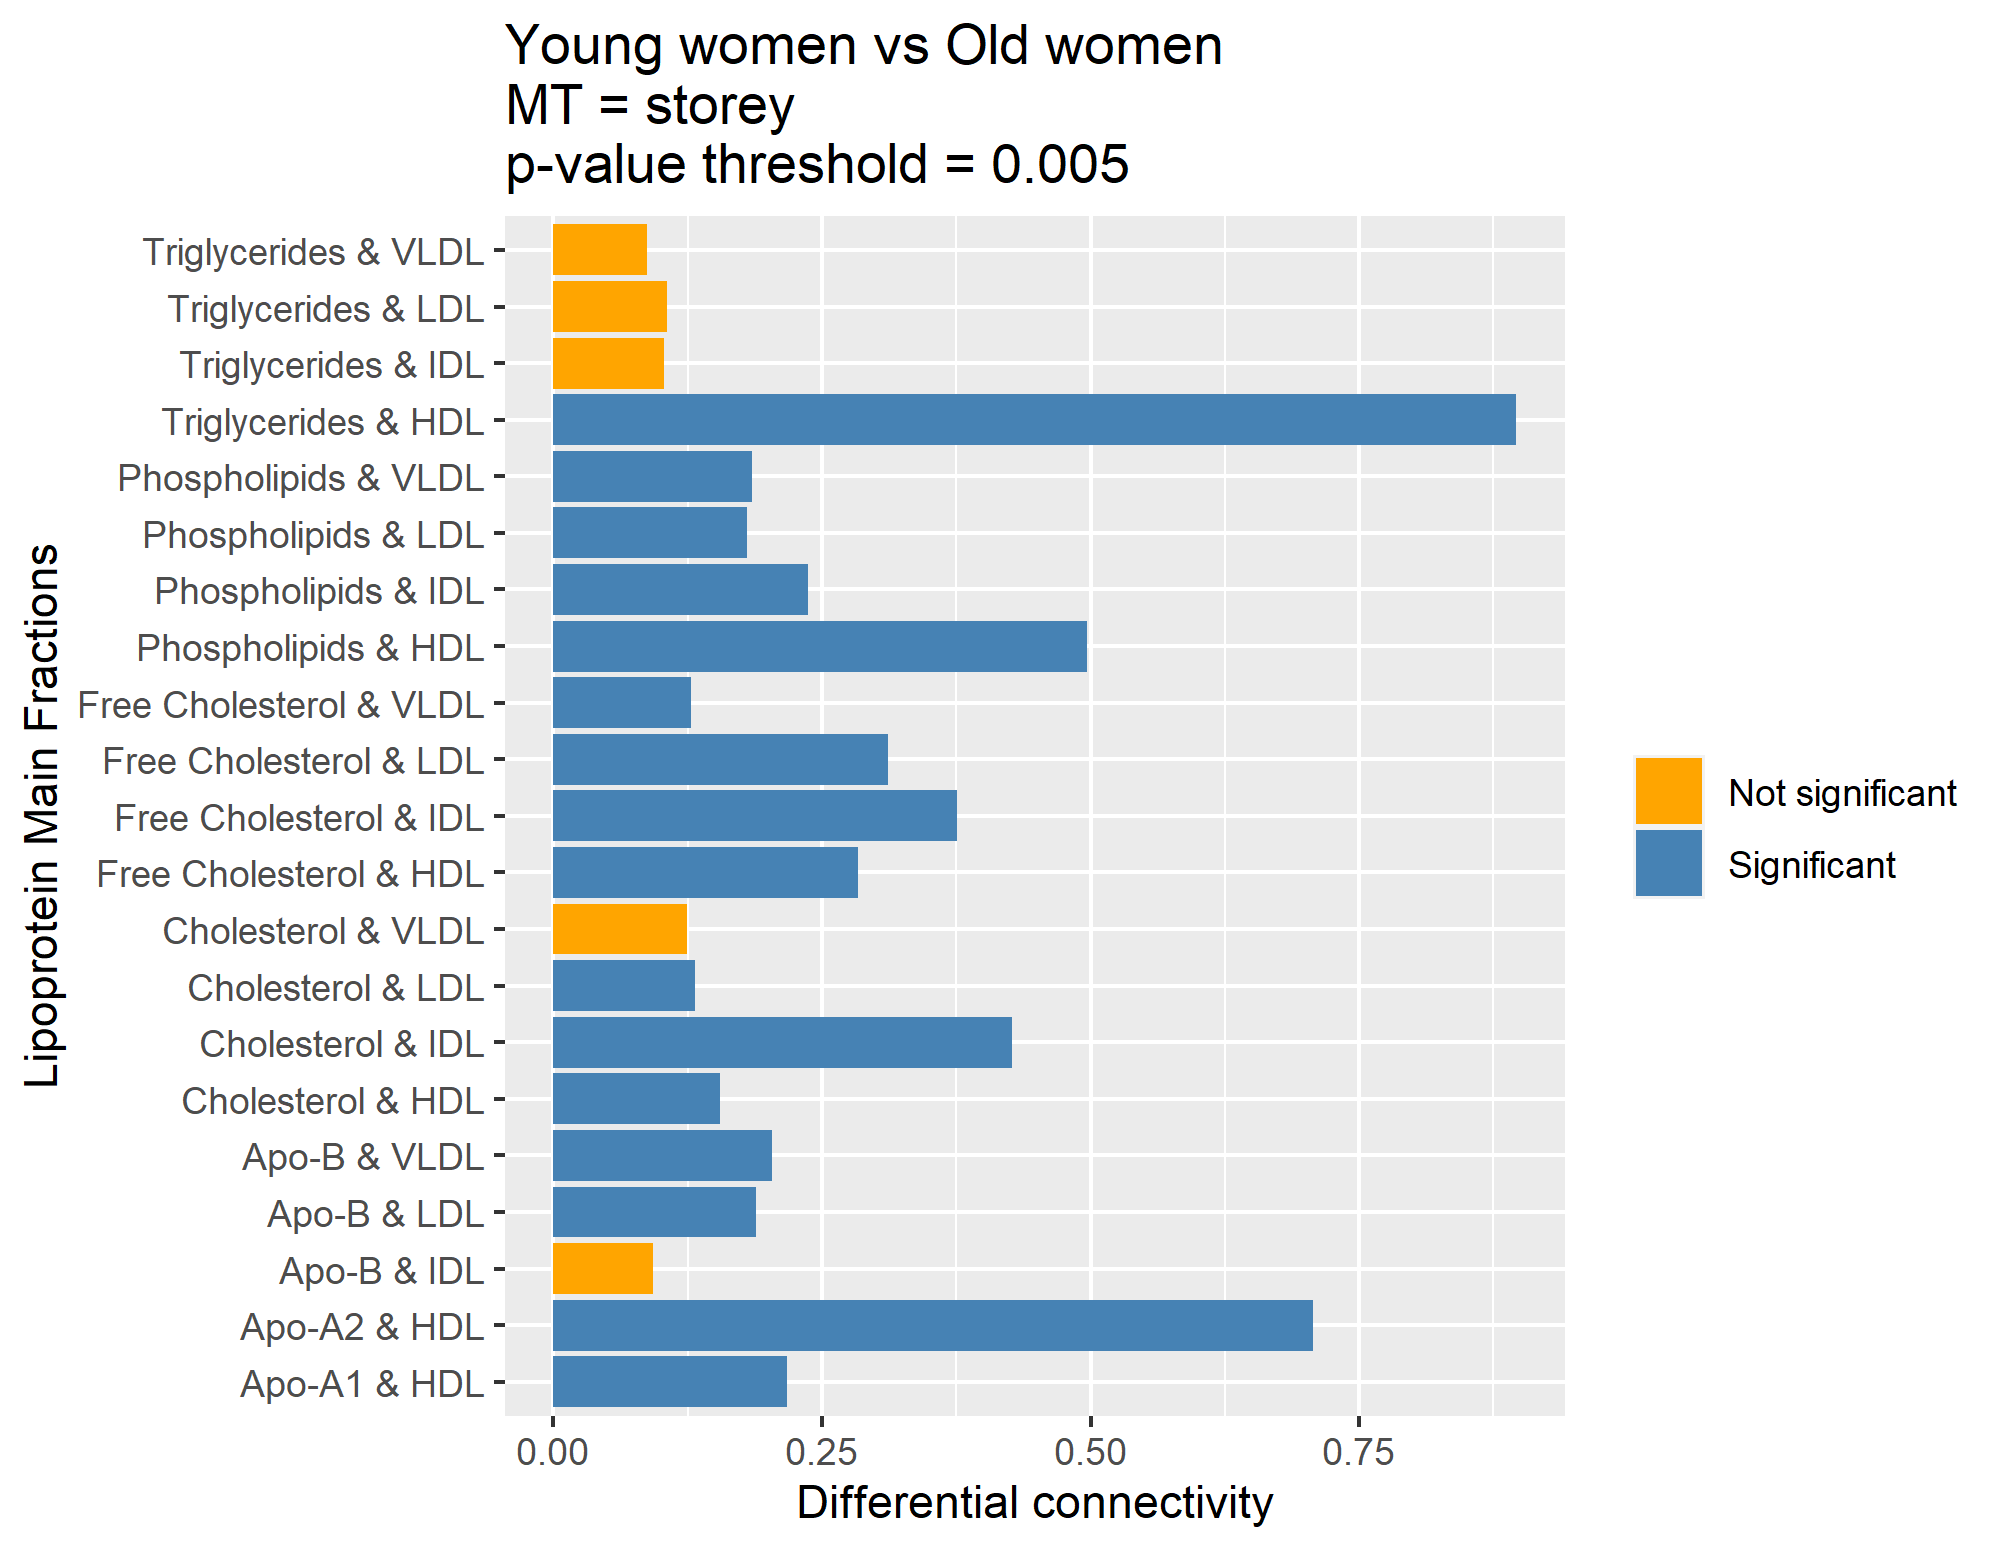 Young women vs Old women
MT = storey
p-value threshold = 0.005
Lipoprotein Main Fractions
Triglycerides & VLDL
Triglycerides & LDL
Triglycerides & IDL
Triglycerides & HDL
Phospholipids & VLDL
Phospholipids & LDL
Phospholipids & IDL
Phospholipids & HDL
Free Cholesterol & VLDL
Free Cholesterol & LDL
Free Cholesterol & IDL
Free Cholesterol & HDL
Cholesterol & VLDL
Cholesterol & LDL
Cholesterol & IDL
Cholesterol & HDL
Apo-B & VLDL
Apo-B & LDL
Apo-B & IDL
Apo-A2 & HDL
Apo-A1 & HDL
0.00 0.25 0.50 0.75
Differential connectivity
Not significant
Significant